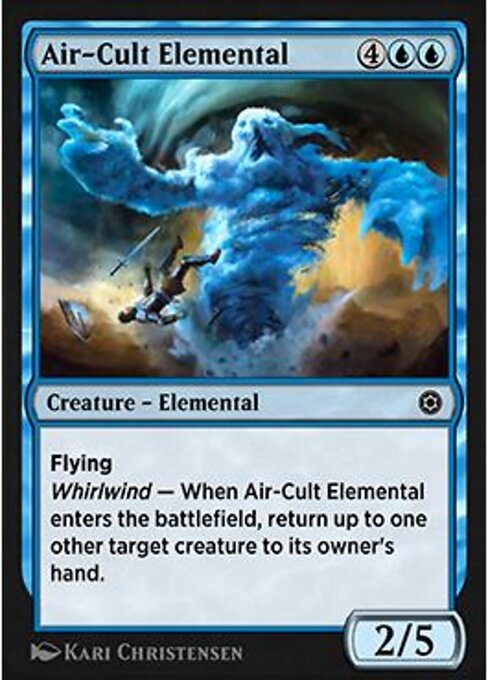 Air-Cult Elemental 4
Creature – Elemental
Flying
Whirlwind — When Air-Cult Elemental
enters the battlefield, return up to one
other target creature to its owner's
hand.
2/5
Kari Christensen